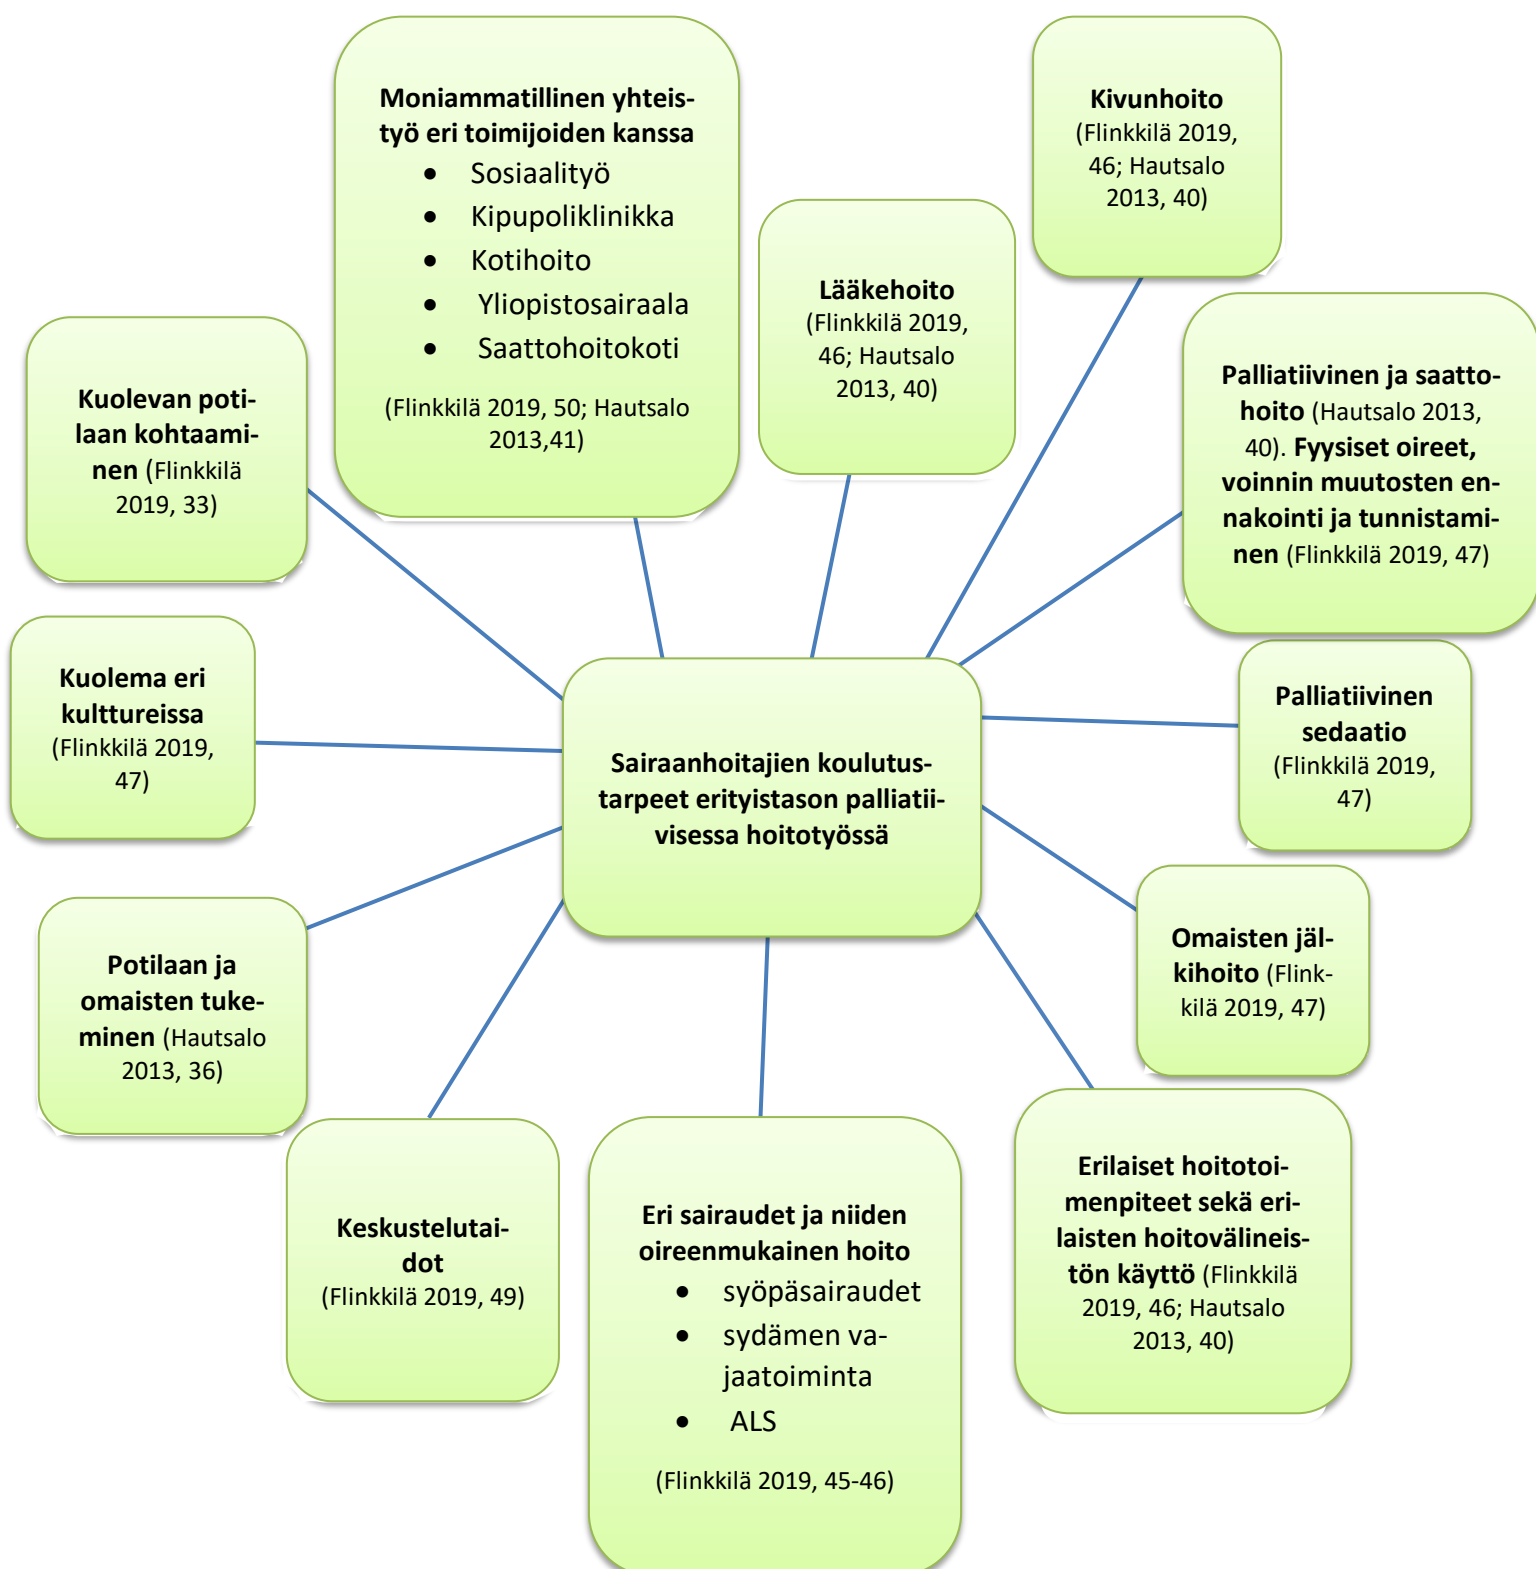 Moniammatillinen yhteis-
työ eri toimijoiden kanssa
• Sosiaalityö
• Kipupoliklinikka
• Kotihoito
• Yliopistosairaala
• Saattohoitokoti
(Flinkkilä 2019, 50; Hautsalo
2013,41)
Kivunhoito
(Flinkkilä 2019,
46; Hautsalo
2013, 40)
Lääkehoito
(Flinkkilä 2019,
46; Hautsalo
2013, 40)
Kuolevan poti-
laan kohtaami-
nen (Flinkkilä
2019, 33)
Palliatiivinen ja saatto-
hoito (Hautsalo 2013,
40). Fyysiset oireet,
voinnin muutosten en-
nakointi ja tunnistami-
nen (Flinkkilä 2019, 47)
Kuolema eri
kulttureissa
(Flinkkilä 2019,
47)
Sairaanhoitajien koulutus-
tarpeet erityistason palliatii-
visessa hoitotyössä
Palliatiivinen
sedaatio
(Flinkkilä 2019,
47)
Potilaan ja
omaisten tuke-
minen (Hautsalo
2013, 36)
Omaisten jäl-
kihoito (Flink-
kilä 2019, 47)
Keskustelutai-
dot
(Flinkkilä 2019, 49)
Eri sairaudet ja niiden
oireenmukainen hoito
• syöpäsairaudet
• sydämen va-
jaatoiminta
• ALS
(Flinkkilä 2019, 45-46)
Erilaiset hoitotoi-
menpiteet sekä eri-
laisten hoitovälineis-
tön käyttö (Flinkkilä
2019, 46; Hautsalo
2013, 40)